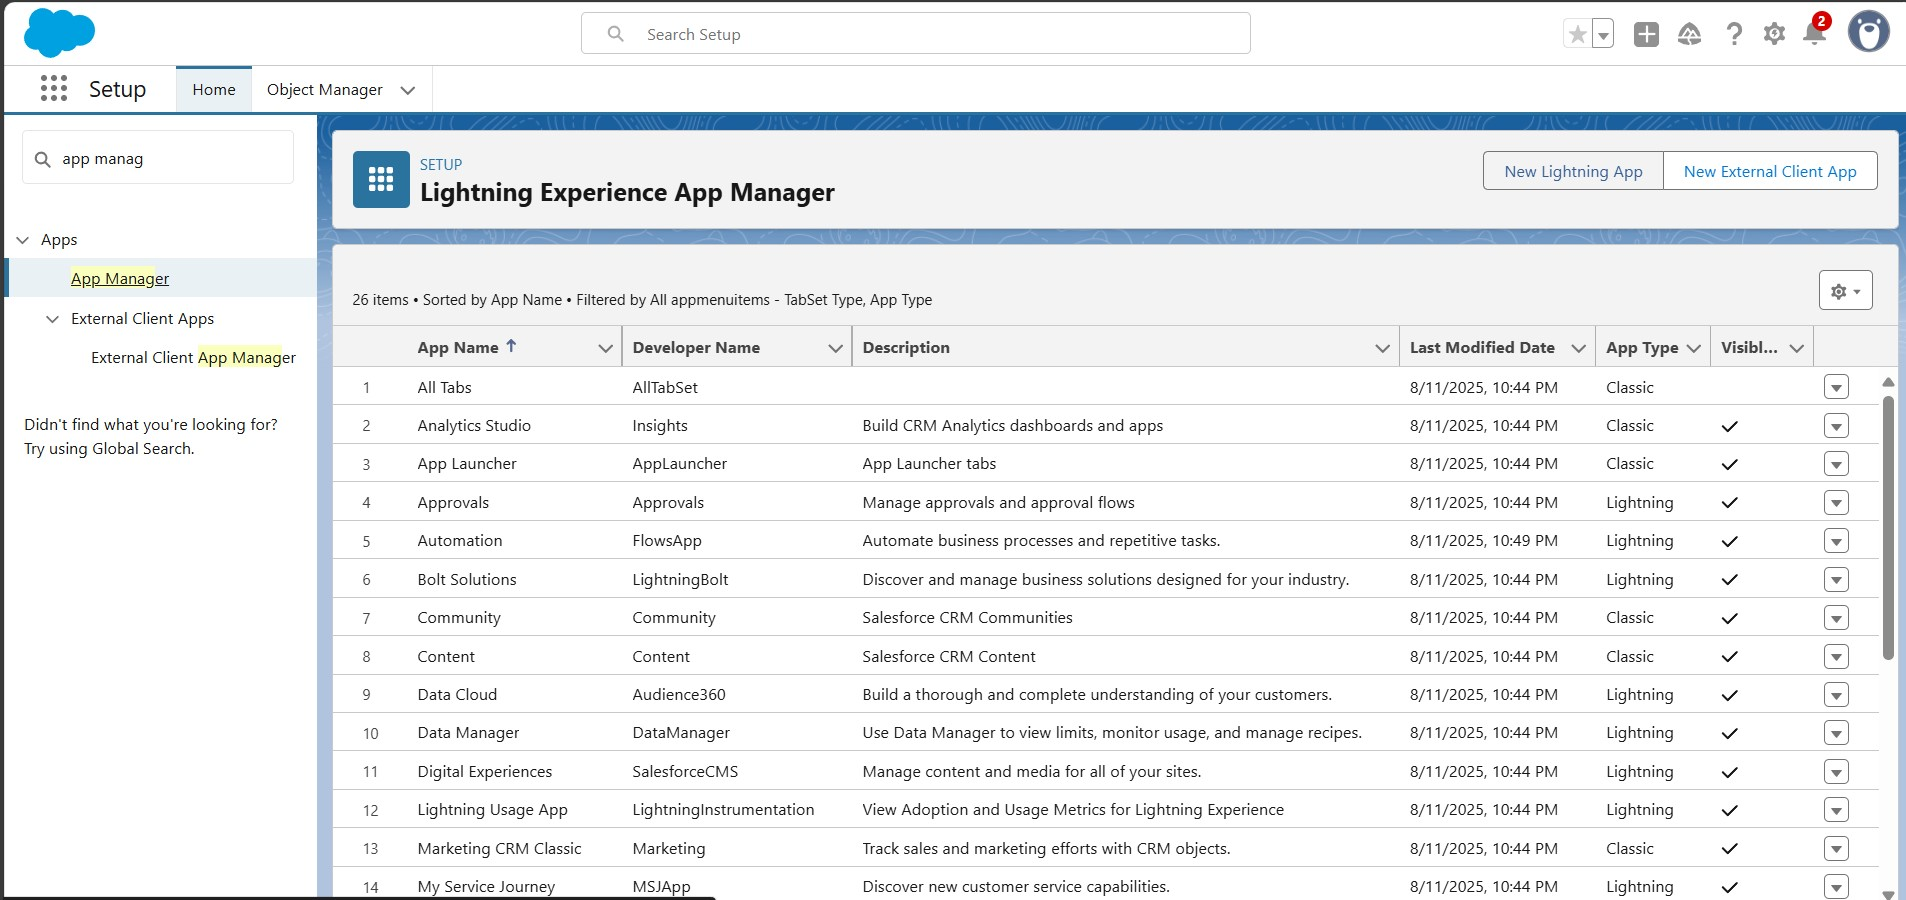 Search Setup
2
Setup
Home
Object Manager
app manag
Apps
App Manager
External Client Apps
External Client App Manager
Didn't find what you're looking for?
Try using Global Search.
SETUP
Lightning Experience App Manager
New Lightning App
New External Client App
26 items • Sorted by App Name • Filtered by All appmenuitems - TabSet Type, App Type
App Name Developer Name Description Last Modified Date App Type Visibl...
1 All Tabs AllTabSet 8/11/2025, 10:44 PM Classic
2 Analytics Studio Insights Build CRM Analytics dashboards and apps 8/11/2025, 10:44 PM Classic
3 App Launcher AppLauncher App Launcher tabs 8/11/2025, 10:44 PM Classic
4 Approvals Approvals Manage approvals and approval flows 8/11/2025, 10:44 PM Lightning
5 Automation FlowsApp Automate business processes and repetitive tasks. 8/11/2025, 10:49 PM Lightning
6 Bolt Solutions LightningBolt Discover and manage business solutions designed for your industry. 8/11/2025, 10:44 PM Lightning
7 Community Community Salesforce CRM Communities 8/11/2025, 10:44 PM Classic
8 Content Content Salesforce CRM Content 8/11/2025, 10:44 PM Classic
9 Data Cloud Audience360 Build a thorough and complete understanding of your customers. 8/11/2025, 10:44 PM Lightning
10 Data Manager DataManager Use Data Manager to view limits, monitor usage, and manage recipes. 8/11/2025, 10:44 PM Lightning
11 Digital Experiences SalesforceCMS Manage content and media for all of your sites. 8/11/2025, 10:44 PM Lightning
12 Lightning Usage App LightningInstrumentation View Adoption and Usage Metrics for Lightning Experience 8/11/2025, 10:44 PM Lightning
13 Marketing CRM Classic Marketing Track sales and marketing efforts with CRM objects. 8/11/2025, 10:44 PM Classic
14 My Service Journey MSJApp Discover new customer service capabilities. 8/11/2025, 10:44 PM Lightning